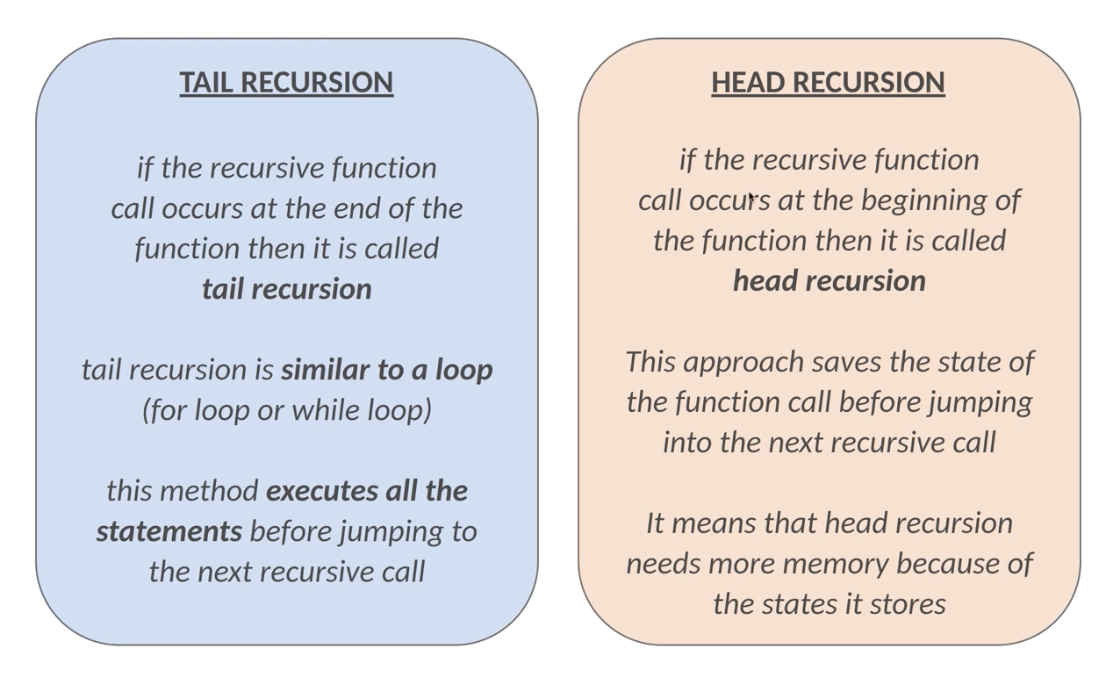 TAIL RECURSION
if the recursive function
call occurs at the end of the
function then it is called
tail recursion
tail recursion is similar to a loop
(for loop or while loop)
this method executes all the
statements before jumping to
the next recursive call
HEAD RECURSION
if the recursive function
call occurs at the beginning of
the function then it is called
head recursion
This approach saves the state of
the function call before jumping
into the next recursive call
It means that head recursion
needs more memory because of
the states it stores